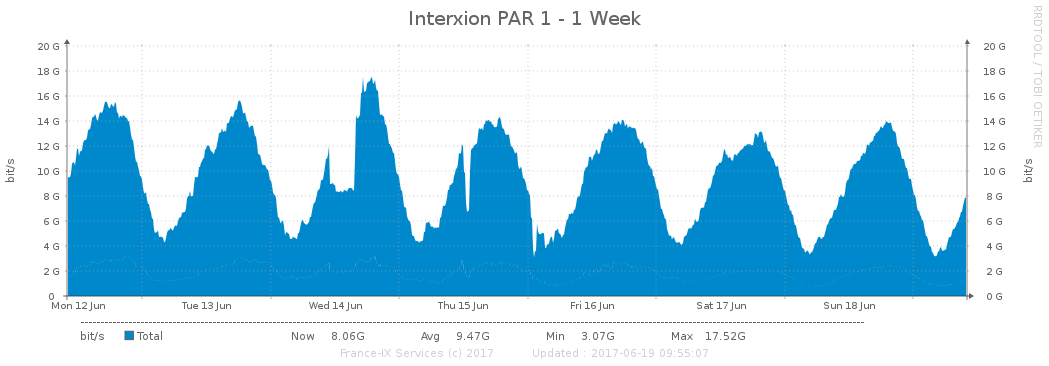 Interxion PAR 1 - 1 Week
RRDTOOL / TOBI OETIKER
20 G 20 G
18 G 18 G
16 G 16 G
14 G 14 G
12 G 12 G
10 G 10 G
8 G 8 G
6 G 6 G
4 G 4 G
2 G 2 G
0 0 G
bit/s bit/s
Mon 12 Jun Tue 13 Jun Wed 14 Jun Thu 15 Jun Fri 16 Jun Sat 17 Jun Sun 18 Jun
bit/s Total Now 8.06G Avg 9.47G Min 3.07G Max 17.52G
France-IX Services (c) 2017 Updated : 2017-06-19 09:55:07